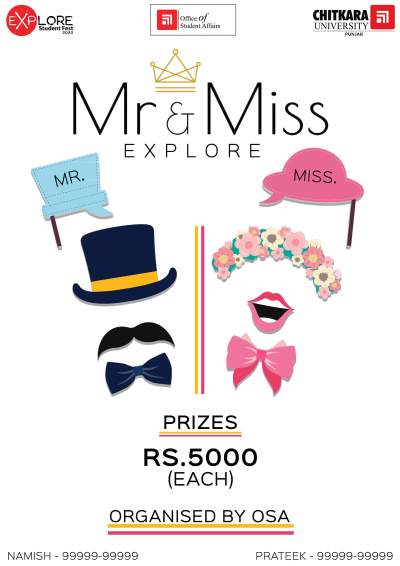 EXPLORE
Student Fest
2020
Office of
Student Affairs
CHITKARA
UNIVERSITY
PUNJAB
Mr & Miss
EXPLORE
MR.
MISS.
PRIZES
RS.5000
(EACH)
ORGANISED BY OSA
NAMISH - 99999-99999
PRATEEK - 99999-99999